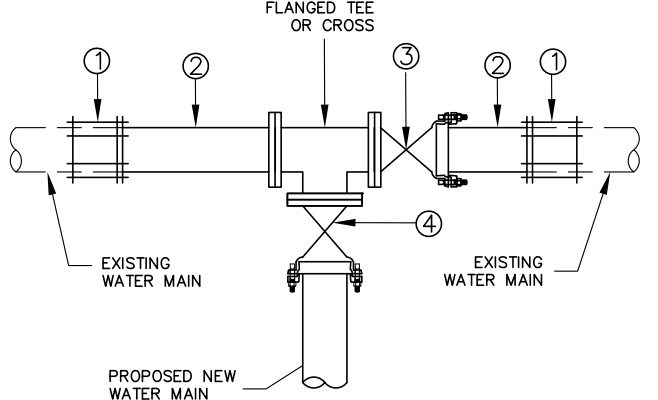 FLANGED TEE
OR CROSS
1
2
3
2
1
4
EXISTING
WATER MAIN
EXISTING
WATER MAIN
PROPOSED NEW
WATER MAIN